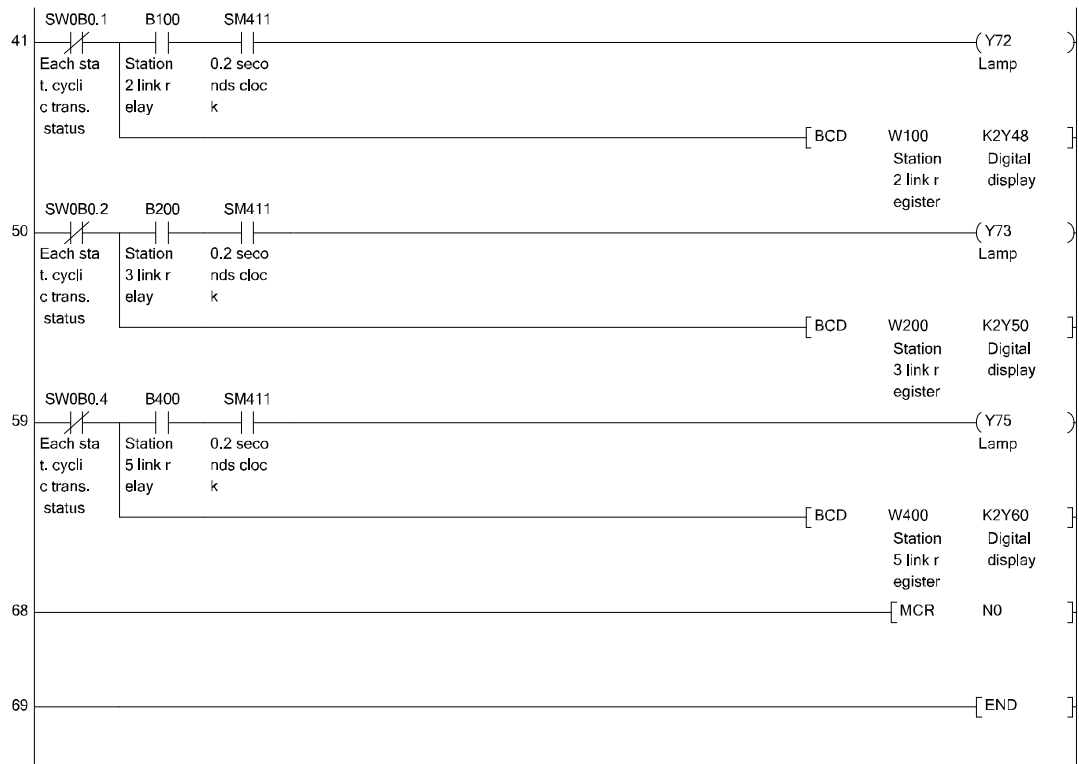 SW0B0.1 B100 SM411
41 Y72
Each sta Station 0.2 seco Lamp
t. cycli 2 link r nds cloc
c trans. elay k
status
BCD W100 K2Y48
Station Digital
2 link r display
egister
SW0B0.2 B200 SM411
50 Y73
Each sta Station 0.2 seco Lamp
t. cycli 3 link r nds cloc
c trans. elay k
status
BCD W200 K2Y50
Station Digital
3 link r display
egister
SW0B0.4 B400 SM411
59 Y75
Each sta Station 0.2 seco Lamp
t. cycli 5 link r nds cloc
c trans. elay k
status
BCD W400 K2Y60
Station Digital
5 link r display
egister
68 MCR N0
69 END